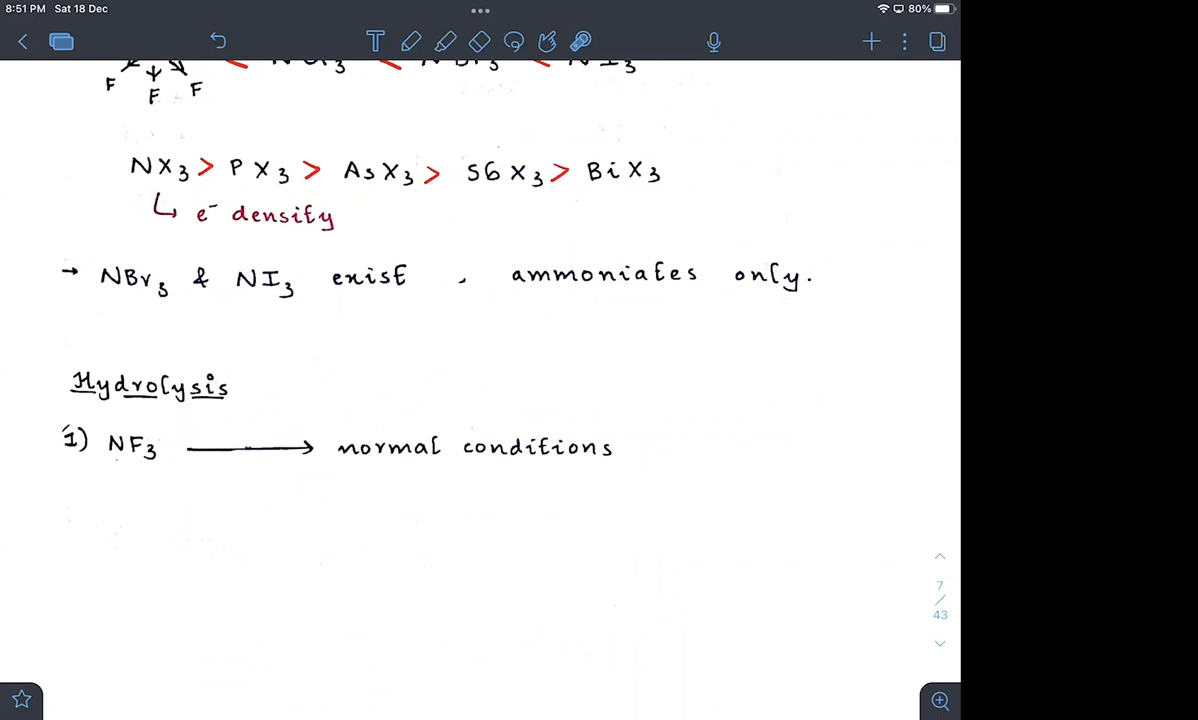 8:51 PM Sat 18 Dec
80%
F F F
NX3 > PX3 > AsX3 > SbX3 > BiX3
e- density
→ NBr3 & NI3 exist . ammoniates only.
Hydrolysis
1) NF3 → normal conditions
7
/
43